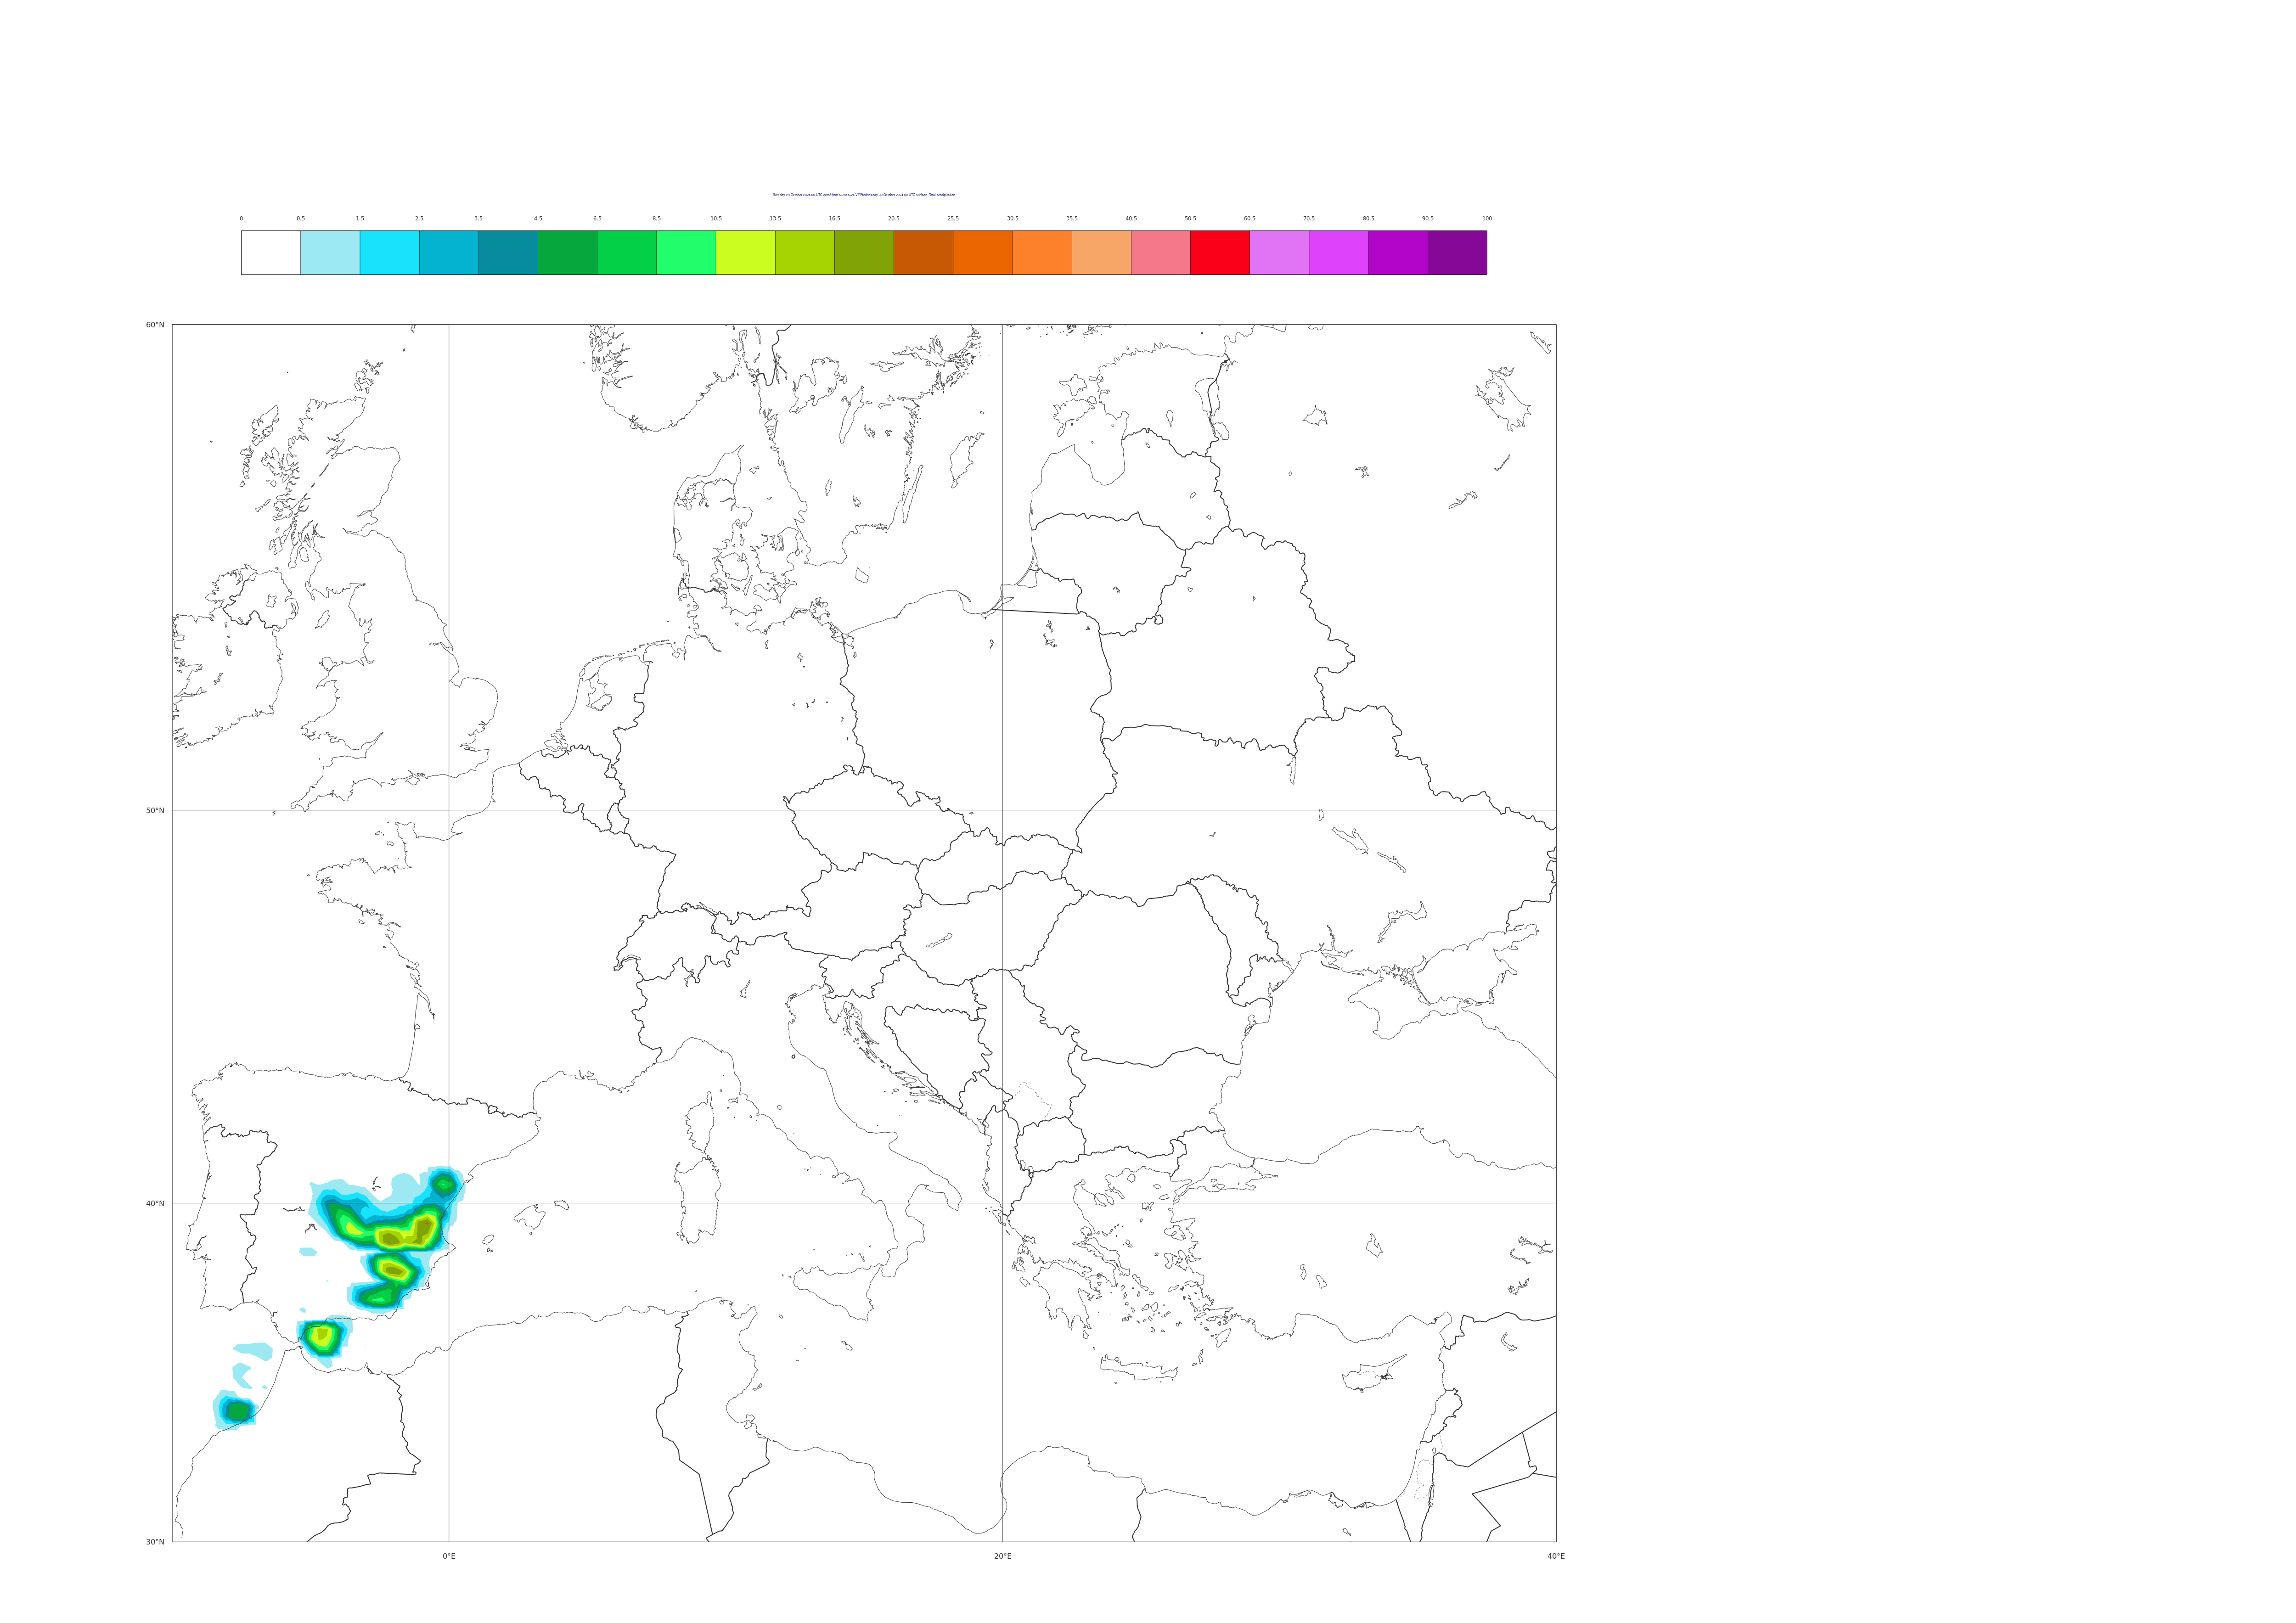 Tuesday 29 October 2024 00 UTC ecmf t+0 to t+24 VT:Wednesday 30 October 2024 00 UTC surface Total precipitation
0 0.5 1.5 2.5 3.5 4.5 6.5 8.5 10.5 13.5 16.5 20.5 25.5 30.5 35.5 40.5 50.5 60.5 70.5 80.5 90.5 100
60°N
50°N
40°N
30°N
0°E 20°E 40°E